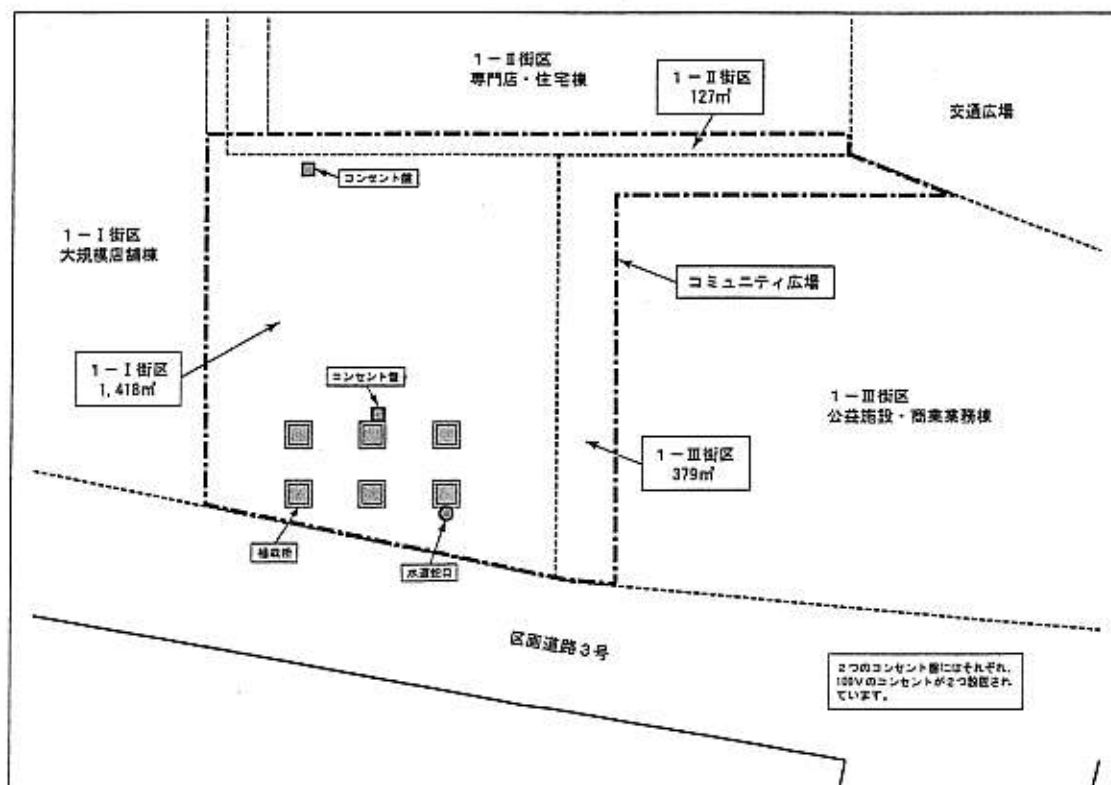 1－Ⅱ街区
専門店・住宅棟
1－Ⅱ街区
127㎡
交通広場
コンセント盤
1－Ⅰ街区
大規模店舗棟
コミュニティ広場
1－Ⅰ街区
1,418㎡
コンセント盤
1－Ⅲ街区
公益施設・商業業務棟
1－Ⅲ街区
379㎡
植栽桝
水道蛇口
区画道路3号
2つのコンセント盤にはそれぞれ、
100Vのコンセントが2つ設置され
ています。